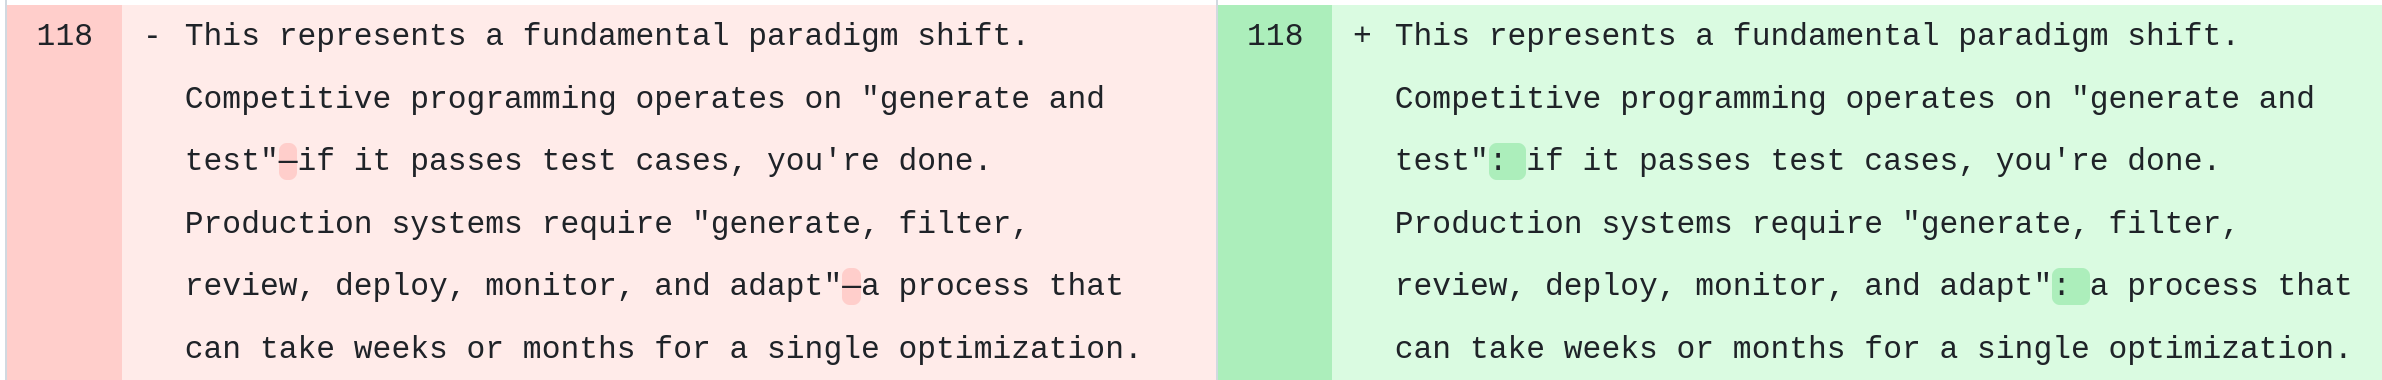 118 - This represents a fundamental paradigm shift.
Competitive programming operates on "generate and
test"—if it passes test cases, you're done.
Production systems require "generate, filter,
review, deploy, monitor, and adapt"—a process that
can take weeks or months for a single optimization.
118 + This represents a fundamental paradigm shift.
Competitive programming operates on "generate and
test": if it passes test cases, you're done.
Production systems require "generate, filter,
review, deploy, monitor, and adapt": a process that
can take weeks or months for a single optimization.